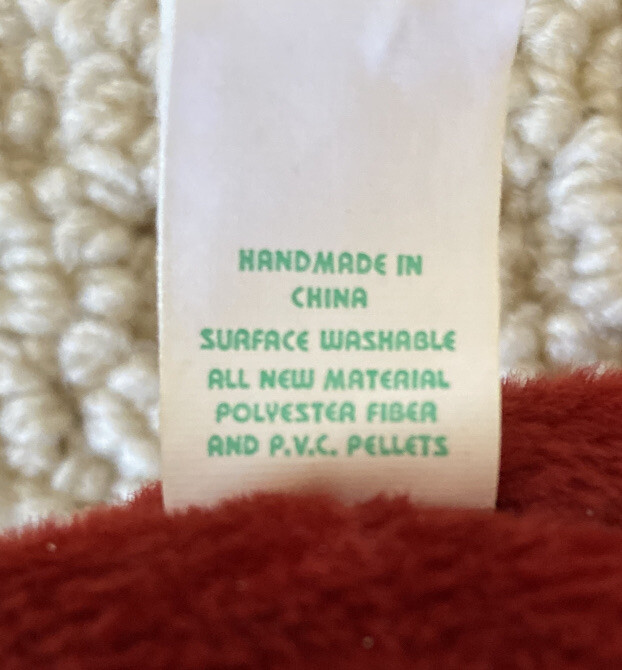 HANDMADE IN
CHINA
SURFACE WASHABLE
ALL NEW MATERIAL
POLYESTER FIBER
AND P.V.C. PELLETS